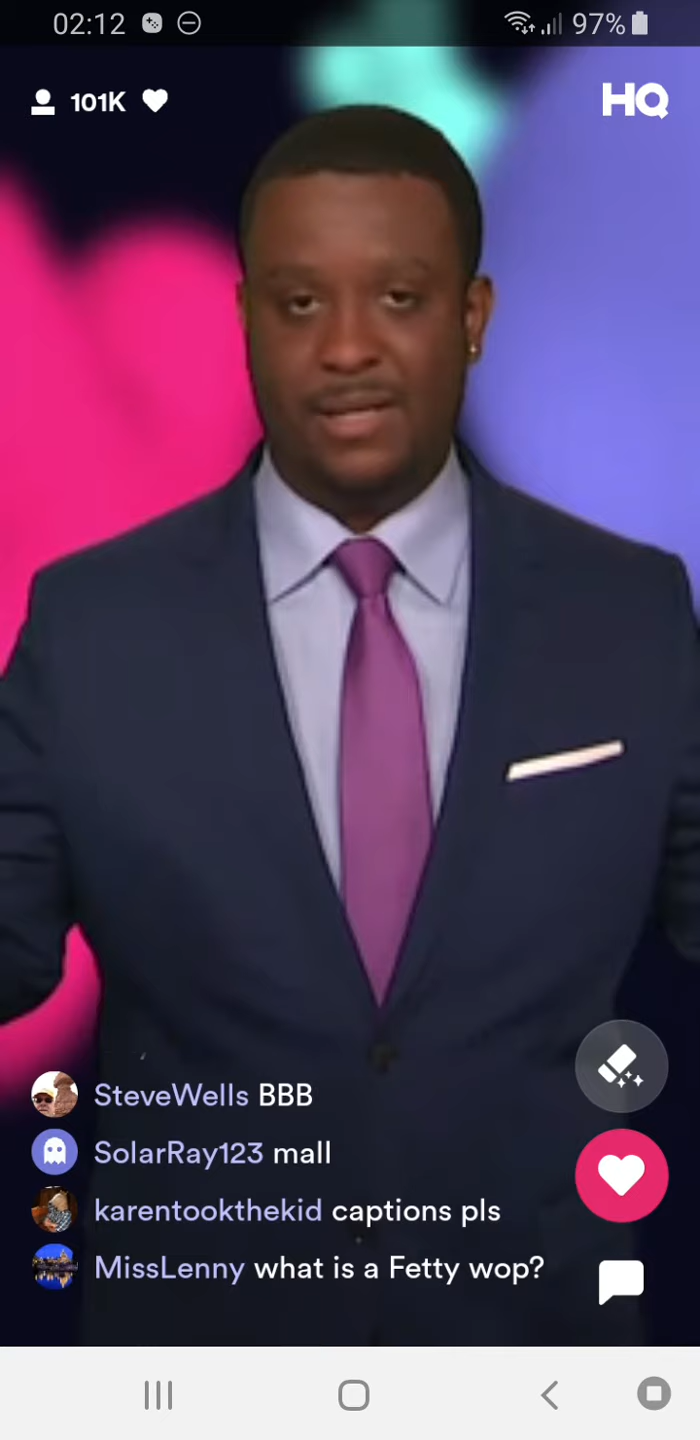 02:12
97%
101K
HQ
SteveWells BBB
SolarRay123 mall
karentookthekid captions pls
MissLenny what is a Fetty wop?